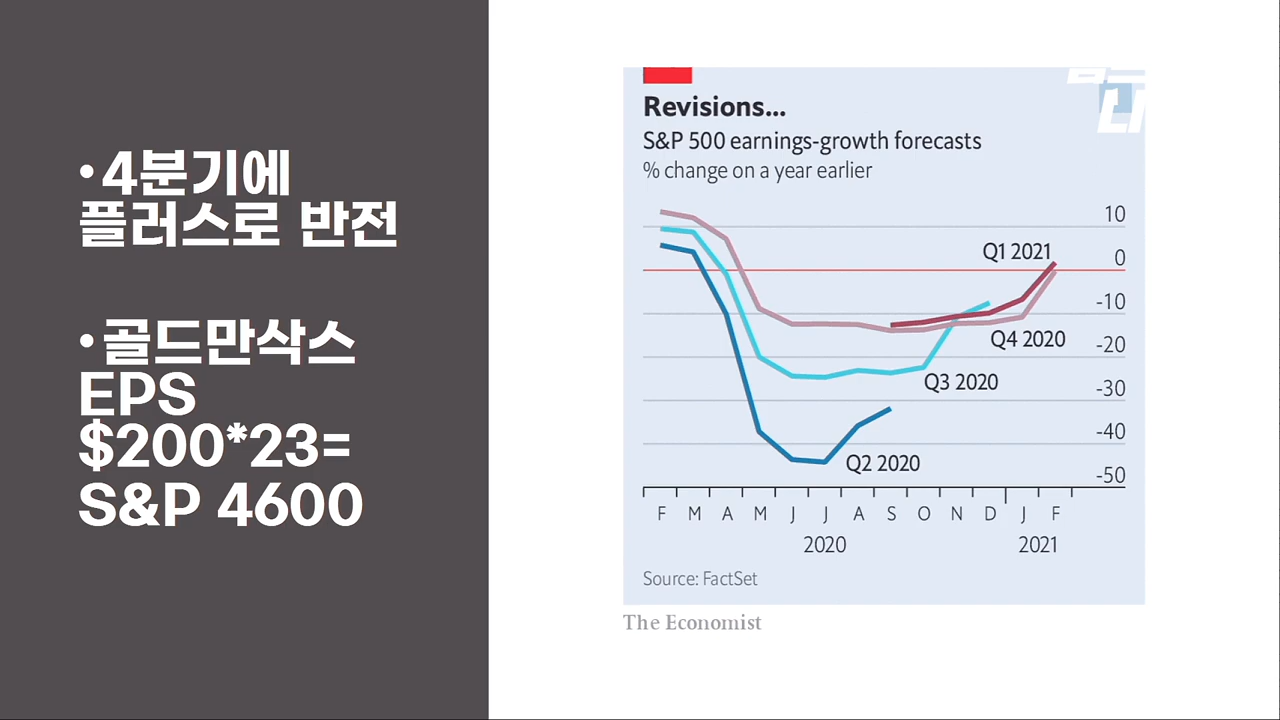 •4분기에
플러스로 반전
•골드만삭스
EPS
$200*23=
S&P 4600
Revisions...
S&P 500 earnings-growth forecasts
% change on a year earlier
10
Q1 2021
0
-10
Q4 2020
-20
Q3 2020
-30
-40
Q2 2020
-50
F M A M J J A S O N D J F
2020 2021
Source: FactSet
The Economist